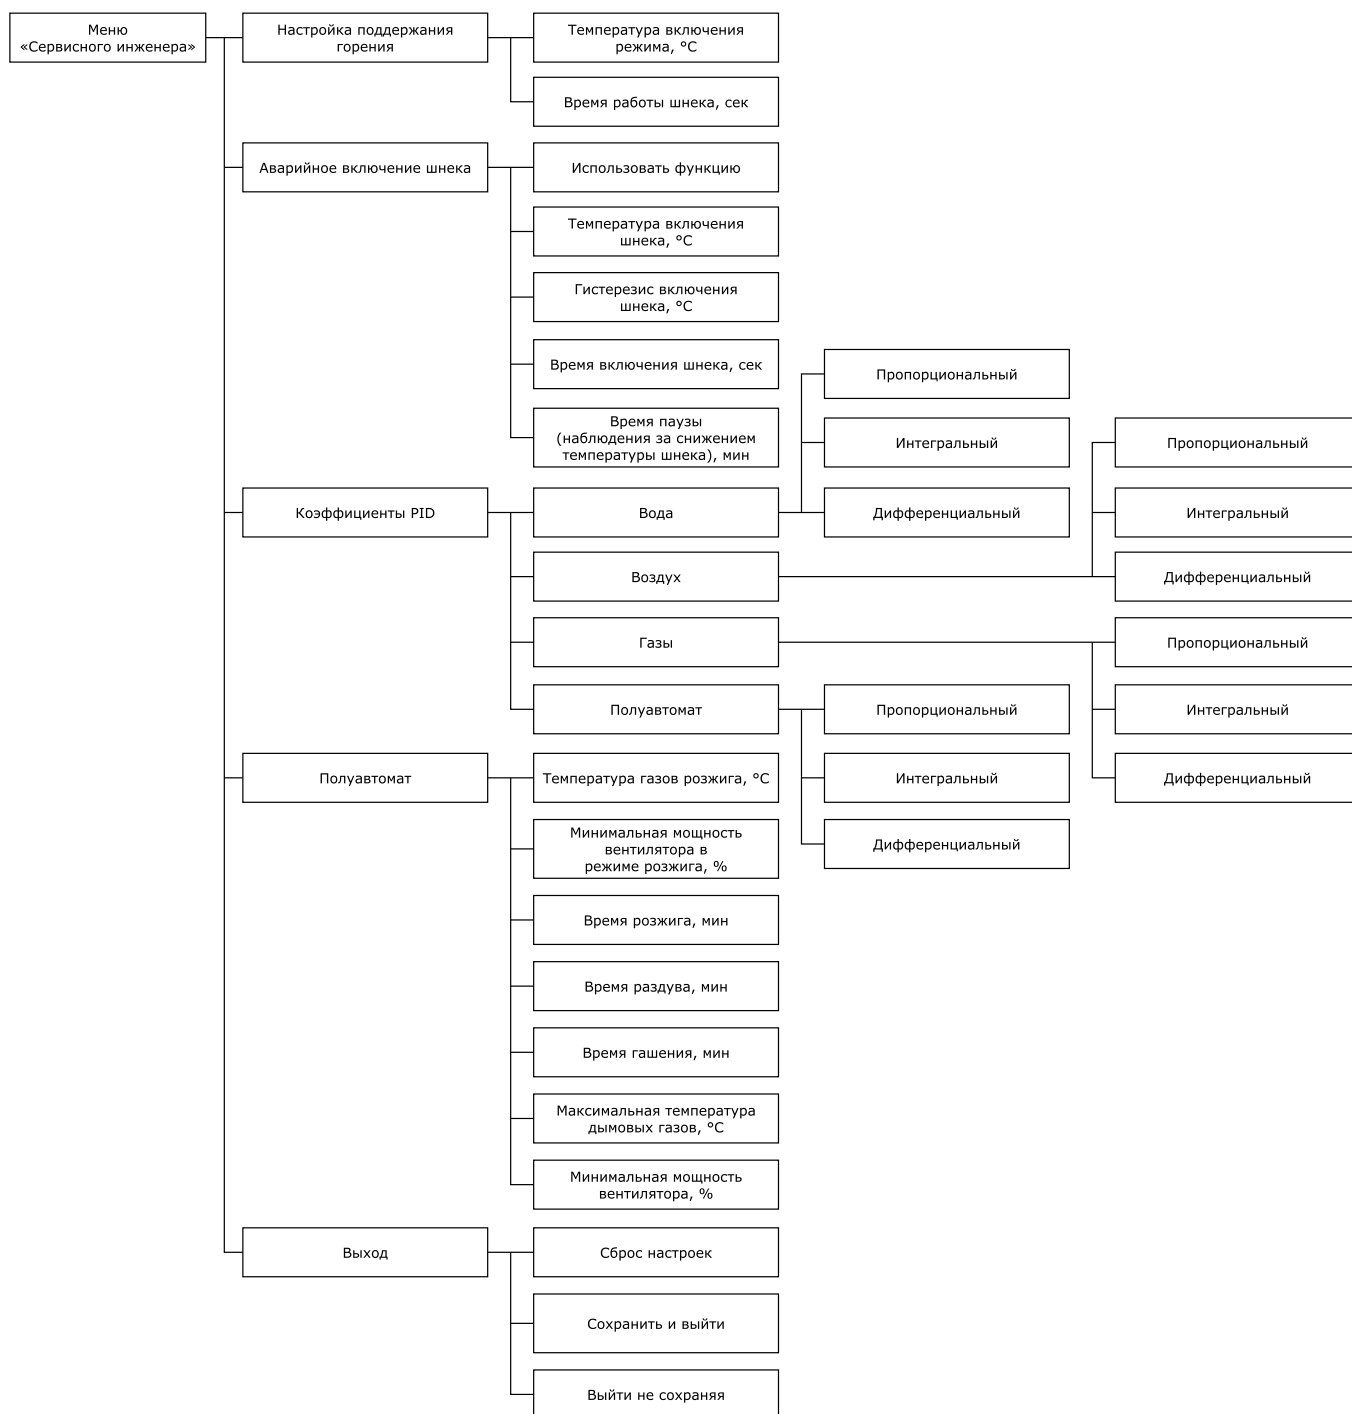 Меню
«Сервисного инженера»
Настройка поддержания
горения
Температура включения
режима, °С
Время работы шнека, сек
Аварийное включение шнека
Использовать функцию
Температура включения
шнека, °С
Гистерезис включения
шнека, °С
Время включения шнека, сек
Время паузы
(наблюдения за снижением
температуры шнека), мин
Коэффициенты PID
Вода
Пропорциональный
Интегральный
Дифференциальный
Воздух
Пропорциональный
Интегральный
Дифференциальный
Газы
Пропорциональный
Интегральный
Дифференциальный
Полуавтомат
Пропорциональный
Интегральный
Дифференциальный
Полуавтомат
Температура газов розжига, °С
Минимальная мощность
вентилятора в
режиме розжига, %
Время розжига, мин
Время раздува, мин
Время гашения, мин
Максимальная температура
дымовых газов, °С
Минимальная мощность
вентилятора, %
Выход
Сброс настроек
Сохранить и выйти
Выйти не сохраняя